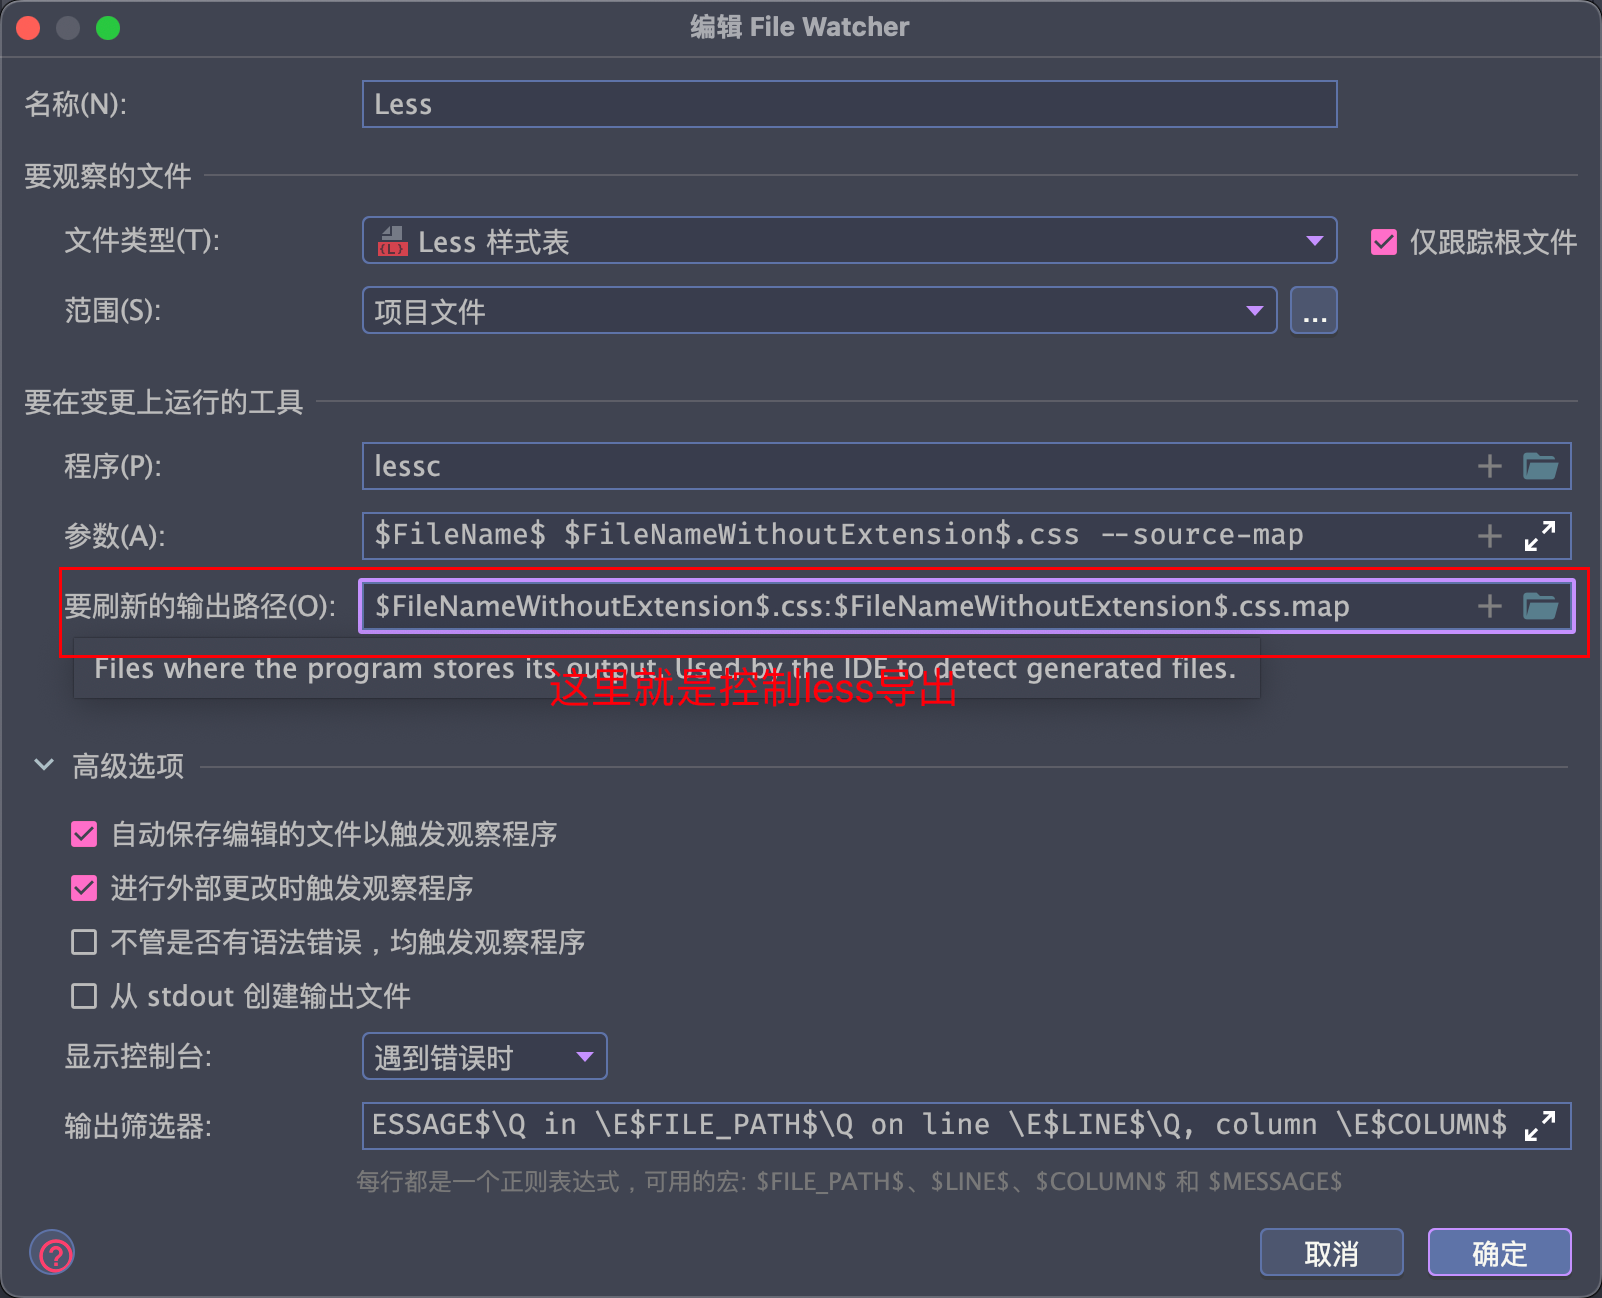 编辑 File Watcher
名称(N):
Less
要观察的文件
文件类型(T):
{L}
Less 样式表
仅跟踪根文件
范围(S):
项目文件
...
要在变更上运行的工具
程序(P):
lessc
参数(A):
$FileName$ $FileNameWithoutExtension$.css --source-map
要刷新的输出路径(O):
$FileNameWithoutExtension$.css:$FileNameWithoutExtension$.css.map
Files where the program stores its output. Used by the IDE to detect generated files.
这里就是控制less导出
高级选项
自动保存编辑的文件以触发观察程序
进行外部更改时触发观察程序
不管是否有语法错误，均触发观察程序
从 stdout 创建输出文件
显示控制台:
遇到错误时
输出筛选器:
ESSAGE$\Q in \E$FILE_PATH$\Q on line \E$LINE$\Q, column \E$COLUMN$
每行都是一个正则表达式，可用的宏: $FILE_PATH$、$LINE$、$COLUMN$ 和 $MESSAGE$
?
取消
确定